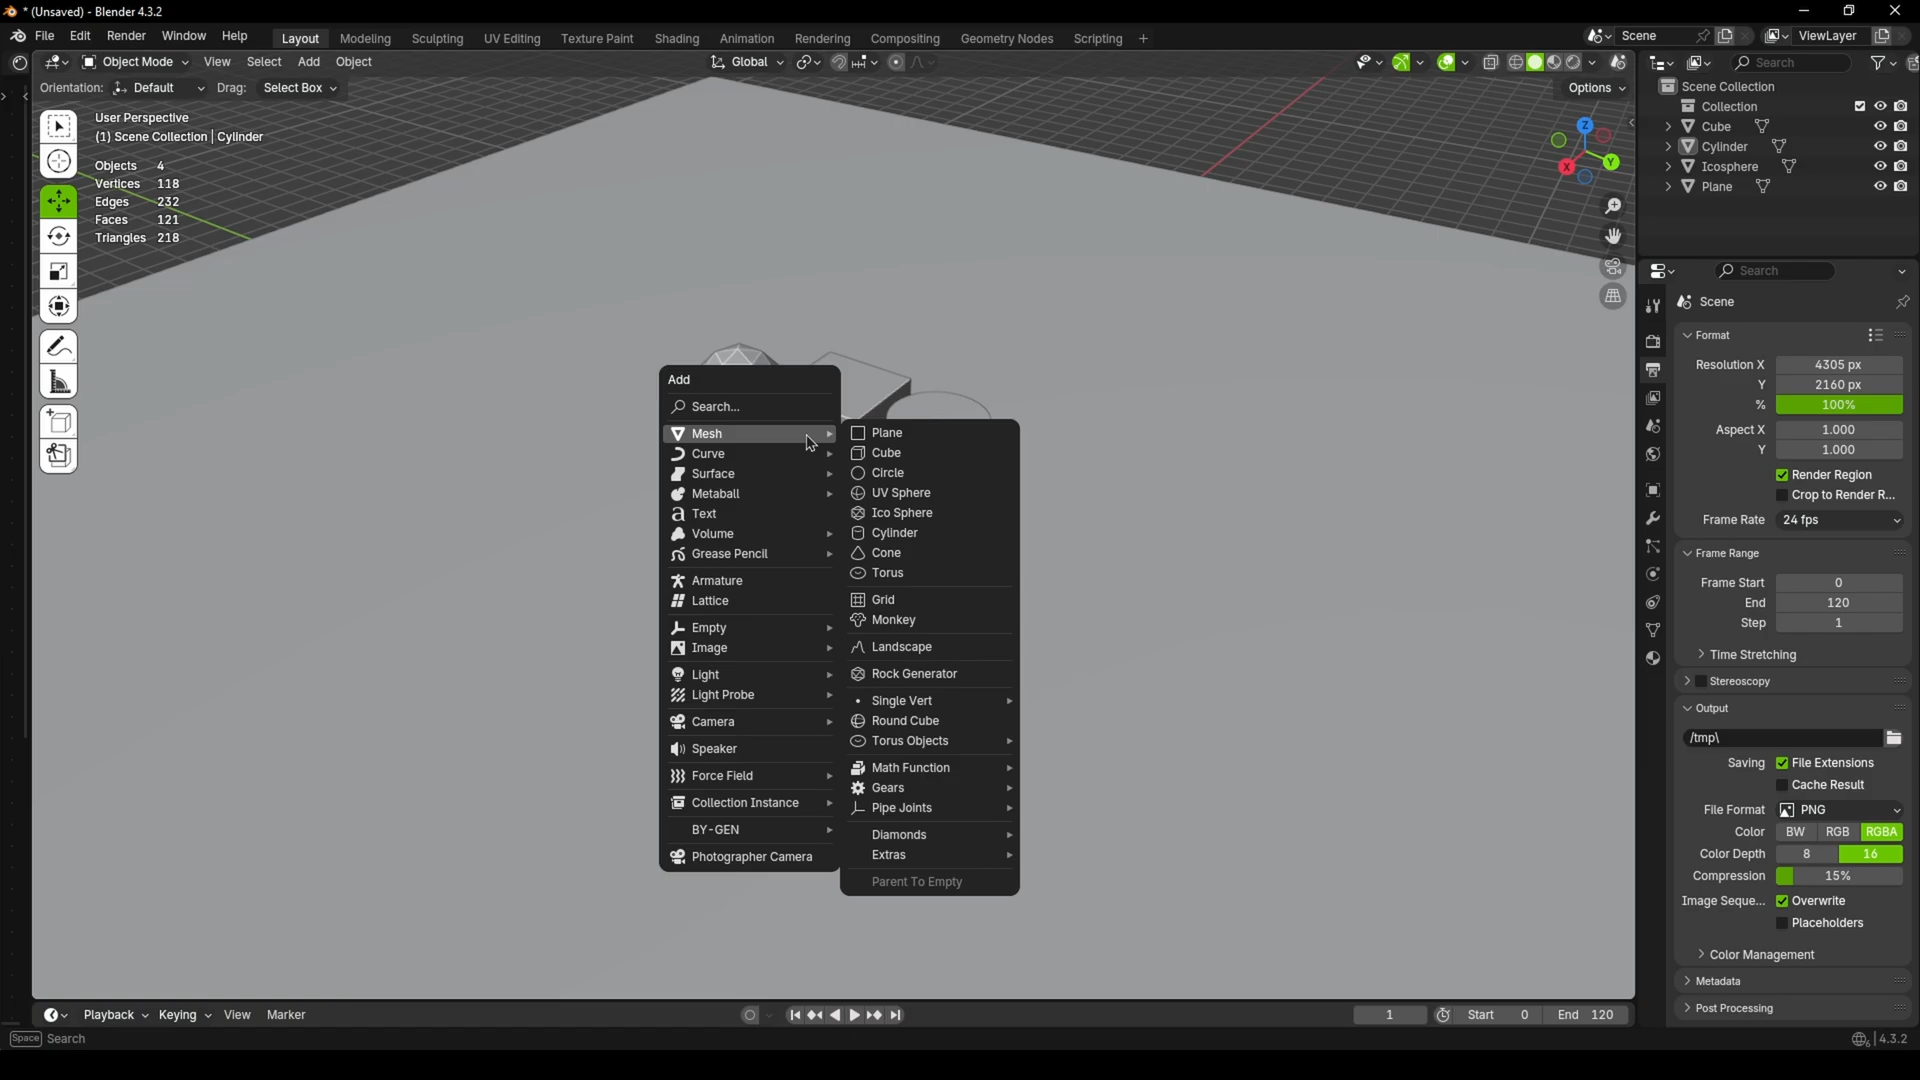 * (Unsaved) - Blender 4.3.2
File Edit Render Window Help Layout Modeling Sculpting UV Editing Texture Paint Shading Animation Rendering Compositing Geometry Nodes Scripting + Scene ViewLayer
Object Mode View Select Add Object Global Search
Orientation: Default Drag: Select Box Options
Scene Collection
Collection
Cube
Cylinder
Icosphere
Plane
User Perspective
(1) Scene Collection | Cylinder
Objects 4
Vertices 118
Edges 232
Faces 121
Triangles 218
Z
Y
X
Add
Search...
Mesh
Curve
Surface
Metaball
Text
Volume
Grease Pencil
Armature
Lattice
Empty
Image
Light
Light Probe
Camera
Speaker
Force Field
Collection Instance
BY-GEN
Photographer Camera
Plane
Cube
Circle
UV Sphere
Ico Sphere
Cylinder
Cone
Torus
Grid
Monkey
Landscape
Rock Generator
Single Vert
Round Cube
Torus Objects
Math Function
Gears
Pipe Joints
Diamonds
Extras
Parent To Empty
Search
Scene
Format
Resolution X 4305 px
Y 2160 px
% 100%
Aspect X 1.000
Y 1.000
Render Region
Crop to Render R...
Frame Rate 24 fps
Frame Range
Frame Start 0
End 120
Step 1
Time Stretching
Stereoscopy
Output
/tmp\
Saving File Extensions
Cache Result
File Format PNG
Color BW RGB RGBA
Color Depth 8 16
Compression 15%
Image Seque... Overwrite
Placeholders
Color Management
Metadata
Post Processing
Playback Keying View Marker 1 Start 0 End 120
Space Search 4.3.2